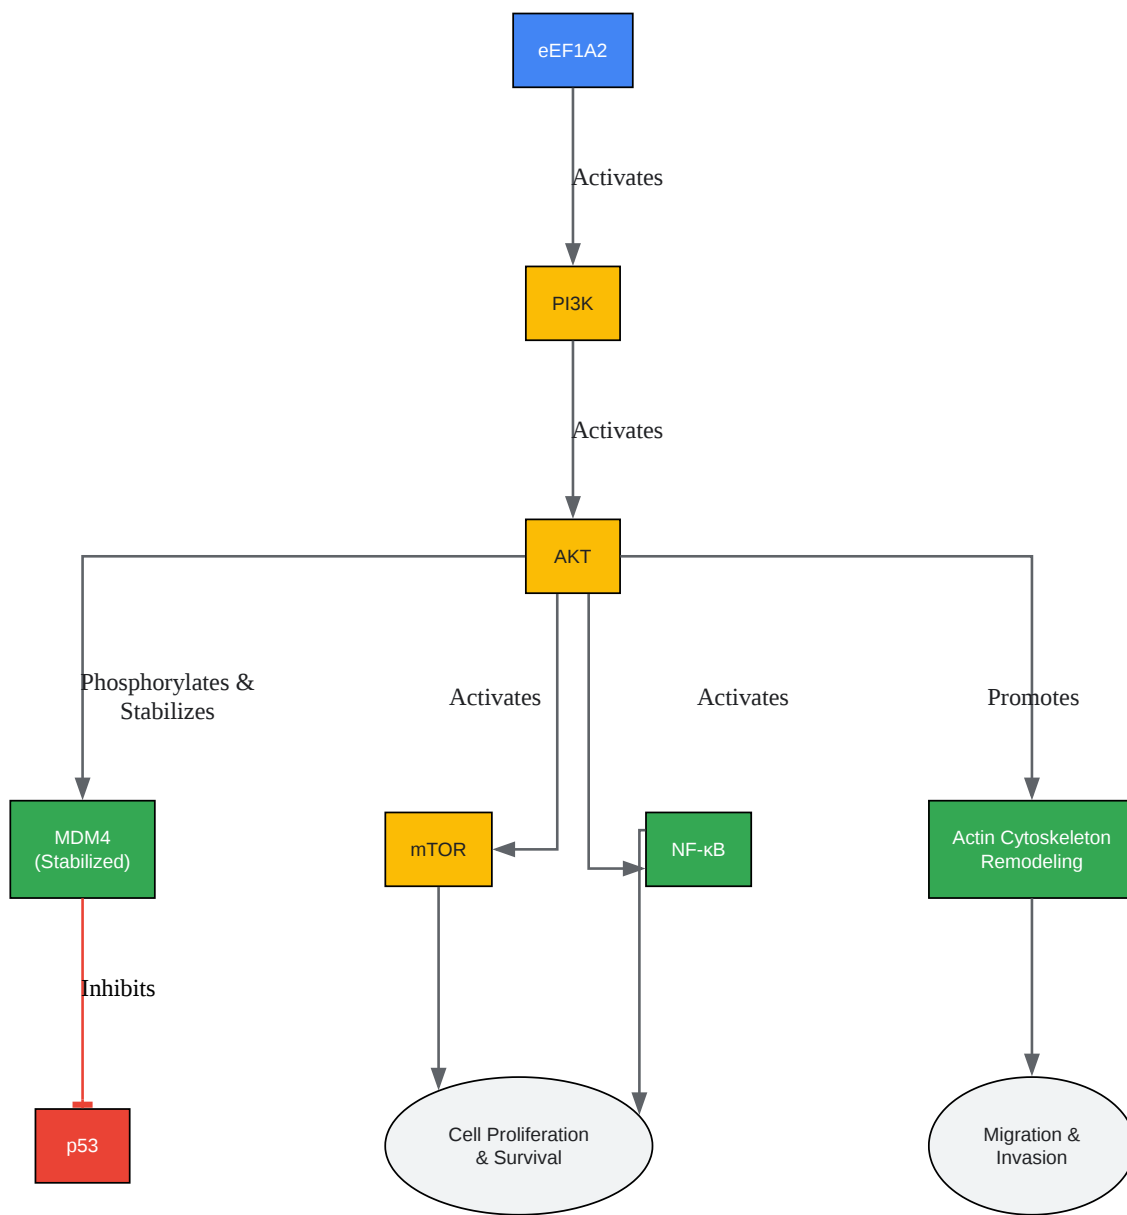 eEF1A2
Activates
PI3K
Activates
AKT
Phosphorylates &
Stabilizes
Activates
Activates
Promotes
MDM4
(Stabilized)
mTOR
NF-κB
Actin Cytoskeleton
Remodeling
Inhibits
p53
Cell Proliferation
& Survival
Migration &
Invasion